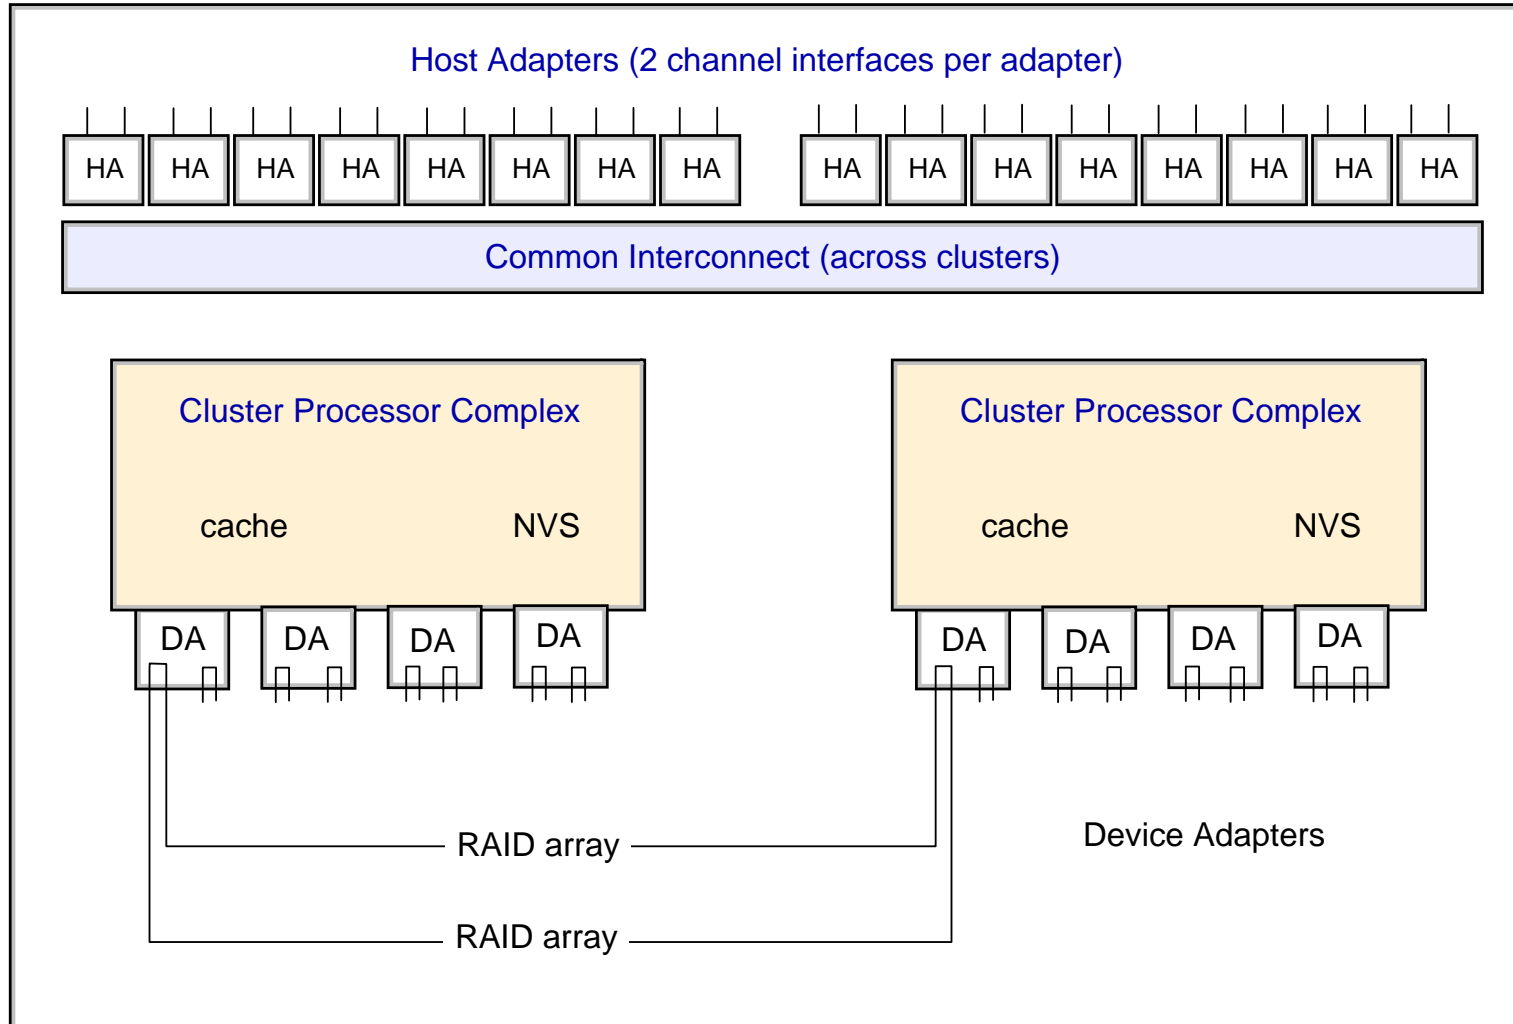 Host Adapters (2 channel interfaces per adapter)
HA HA HA HA HA HA HA HA HA HA HA HA HA HA HA HA
Common Interconnect (across clusters)
Cluster Processor Complex Cluster Processor Complex
cache NVS cache NVS
DA DA DA DA DA DA DA DA
RAID array Device Adapters
RAID array